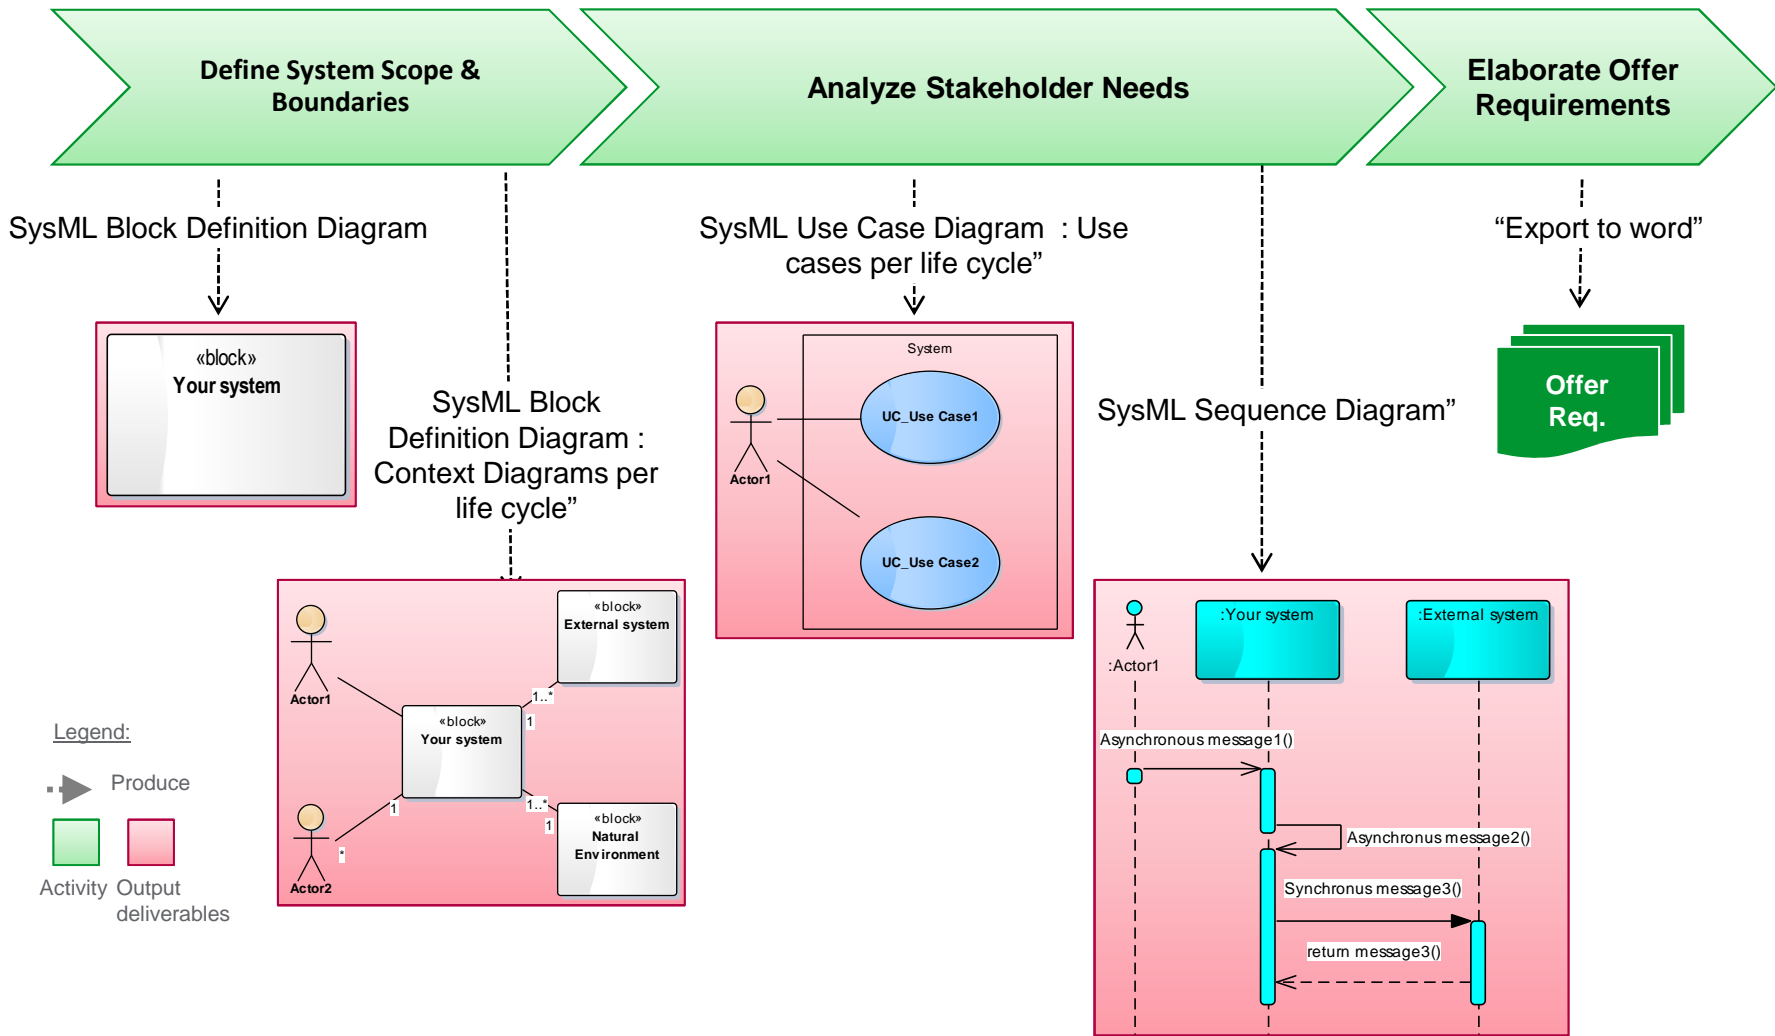 Define System Scope &
Boundaries
Analyze Stakeholder Needs
Elaborate Offer
Requirements
SysML Block Definition Diagram
SysML Use Case Diagram  : Use
cases per life cycle”
“Export to word”
«block»
Your system
SysML Block
Definition Diagram :
Context Diagrams per
life cycle”
System
UC_Use Case1
Actor1
UC_Use Case2
SysML Sequence Diagram”
Offer
Req.
«block»
External system
Actor1
1..*
1
«block»
Your system
1
*
Actor2
1..*
1
«block»
Natural
Environment
:Actor1
:Your system
:External system
Asynchronous message1()
Asynchronus message2()
Synchronus message3()
return message3()
Legend:
Produce
Activity
Output
deliverables